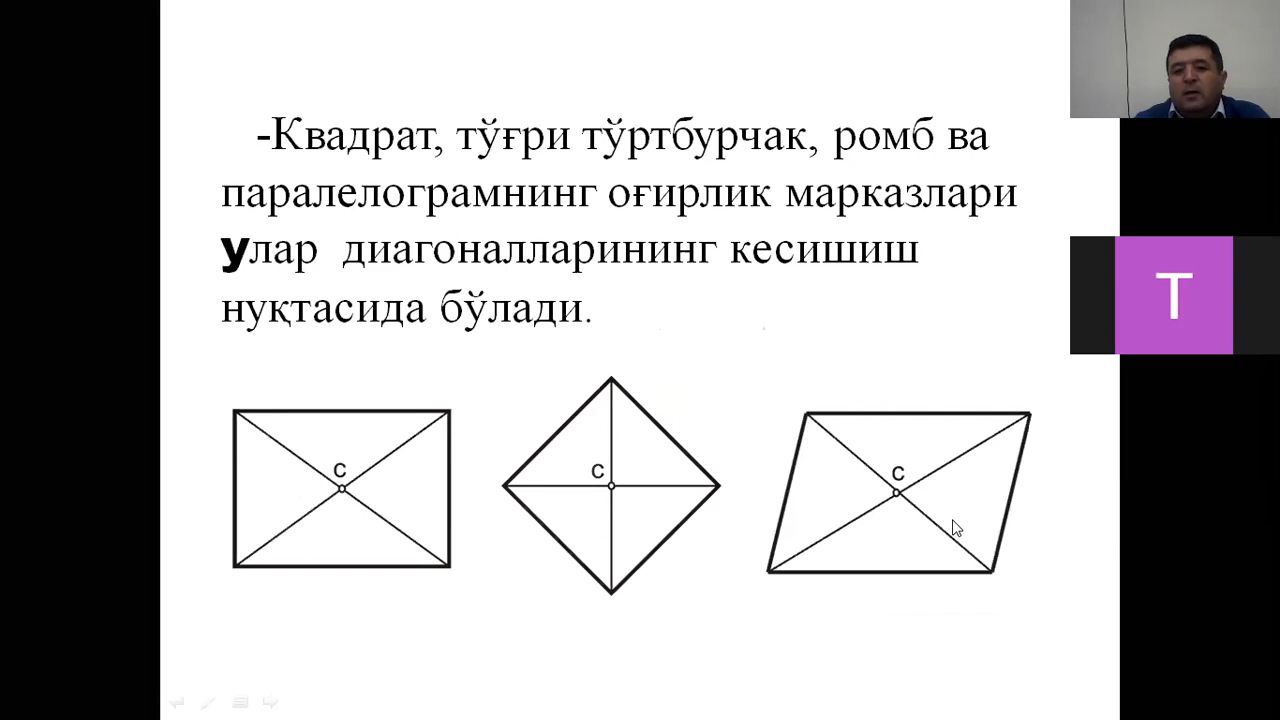 -Квадрат, тўғри тўртбурчак, ромб ва
паралелограмнинг оғирлик марказлари
улар диагоналларининг кесишиш
нуқтасида бўлади.
C
C
C
T